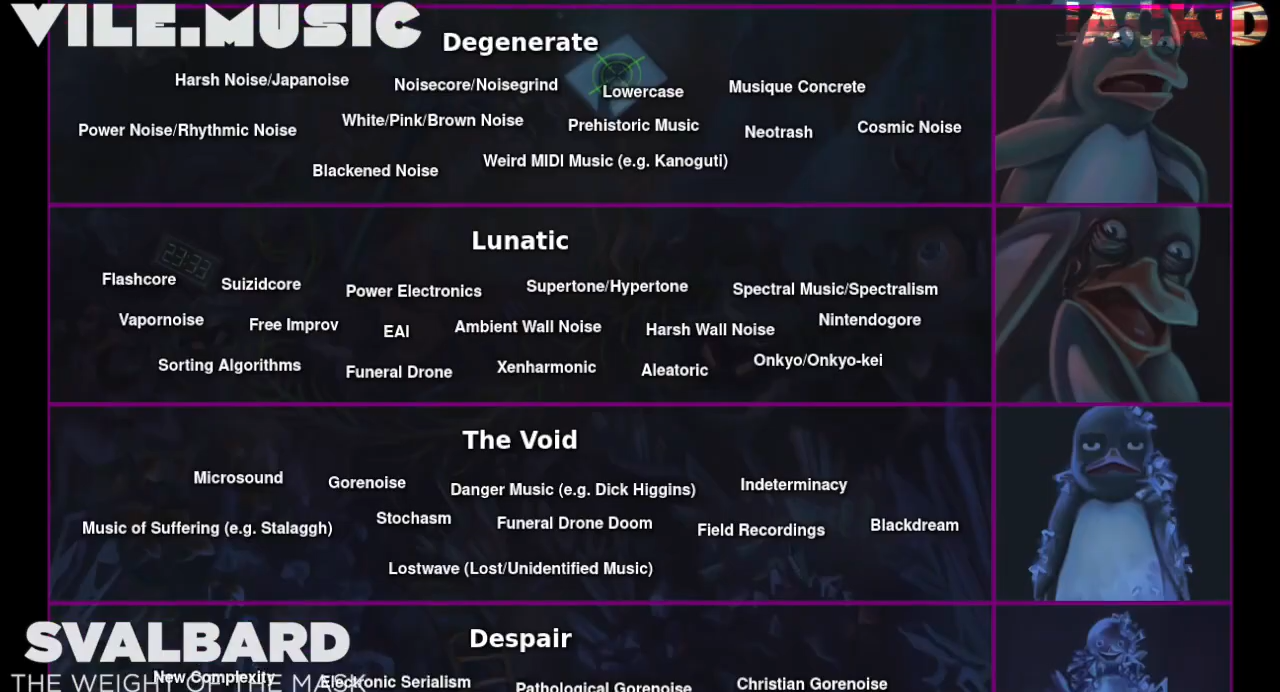 VILE.MUSIC
JACK'D
Degenerate
Harsh Noise/Japanoise
Noisecore/Noisegrind
Lowercase
Musique Concrete
Power Noise/Rhythmic Noise
White/Pink/Brown Noise
Prehistoric Music
Neotrash
Cosmic Noise
Blackened Noise
Weird MIDI Music (e.g. Kanoguti)
Lunatic
23:33
Flashcore
Suizidcore
Power Electronics
Supertone/Hypertone
Spectral Music/Spectralism
Vapornoise
Free Improv
EAI
Ambient Wall Noise
Harsh Wall Noise
Nintendogore
Sorting Algorithms
Funeral Drone
Xenharmonic
Aleatoric
Onkyo/Onkyo-kei
The Void
Microsound
Gorenoise
Danger Music (e.g. Dick Higgins)
Indeterminacy
Music of Suffering (e.g. Stalaggh)
Stochasm
Funeral Drone Doom
Field Recordings
Blackdream
Lostwave (Lost/Unidentified Music)
Despair
SVALBARD
THE WEIGHT OF THE MASK
New Complexity
Electronic Serialism
Pathological Gorenoise
Christian Gorenoise